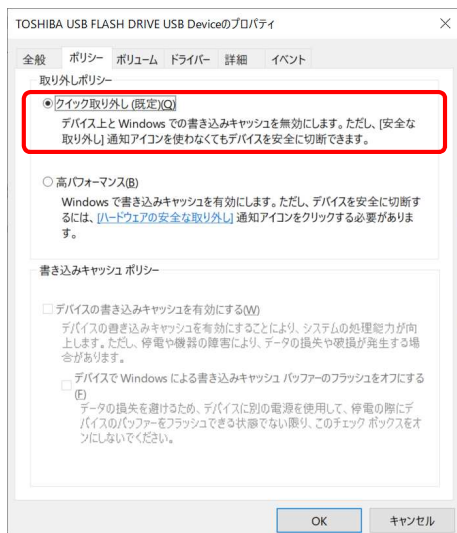 TOSHIBA USB FLASH DRIVE USB Deviceのプロパティ
全般 ポリシー ボリューム ドライバー 詳細 イベント
取り外しポリシー
クイック取り外し (既定)(Q)
デバイス上と Windows での書き込みキャッシュを無効にします。ただし、[安全な
取り外し] 通知アイコンを使わなくてもデバイスを安全に切断できます。
高パフォーマンス(B)
Windows で書き込みキャッシュを有効にします。ただし、デバイスを安全に切断す
るには、[ハードウェアの安全な取り外し] 通知アイコンをクリックする必要がありま
す。
書き込みキャッシュ ポリシー
デバイスの書き込みキャッシュを有効にする(W)
デバイスの書き込みキャッシュを有効にすることにより、システムの処理能力が向
上します。ただし、停電や機器の障害により、データの損失や破損が発生する場
合があります。
デバイスで Windows による書き込みキャッシュ バッファーのフラッシュをオフにする
(F)
データの損失を避けるため、デバイスに別の電源を使用して、停電の際にデ
バイスのバッファーをフラッシュできる状態でない限り、このチェック ボックスをオ
ンにしないでください。
OK キャンセル